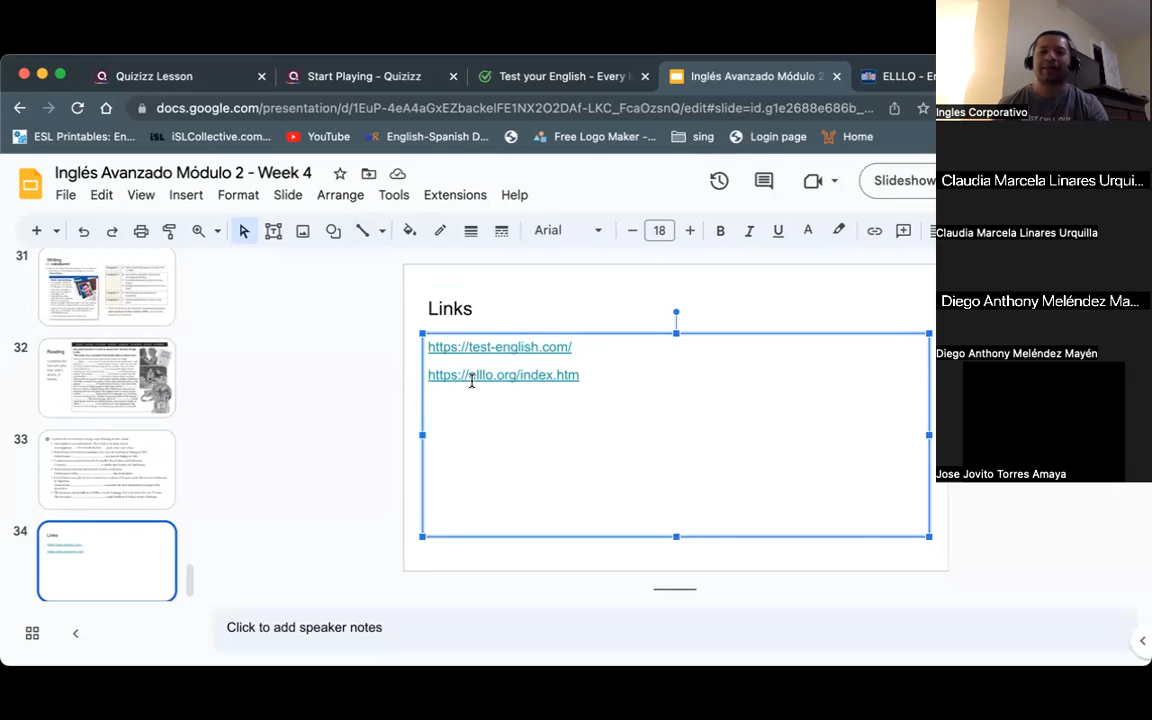 Quizizz Lesson
Start Playing - Quizizz
Test your English - Every
Inglés Avanzado Módulo 2
ELLLO - En
docs.google.com/presentation/d/1EuP-4eA4aGxEZbackelFE1NX2O2DAf-LKC_FcaOzsnQ/edit#slide=id.g1e2688e686b_...
ESL Printables: En...
iSLCollective.com...
YouTube
English-Spanish D...
Free Logo Maker -...
sing
Login page
Home
Inglés Avanzado Módulo 2 - Week 4
File Edit View Insert Format Slide Arrange Tools Extensions Help
Slideshow
Arial
18
31
Writing
32
Reading
33
34
Links
Links
https://test-english.com/
https://elllo.org/index.htm
Click to add speaker notes
Ingles Corporativo
Claudia Marcela Linares Urqui...
Claudia Marcela Linares Urquilla
Diego Anthony Meléndez Ma...
Diego Anthony Meléndez Mayén
Jose Jovito Torres Amaya